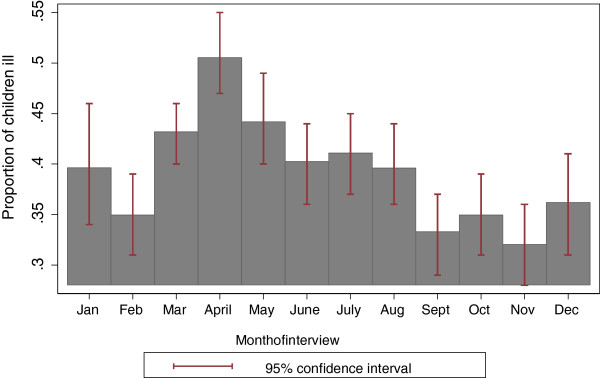 Proportion of children ill
.55
.5
.45
.4
.35
.3
Jan Feb Mar April May June July Aug Sept Oct Nov Dec
Monthofinterview
95% confidence interval